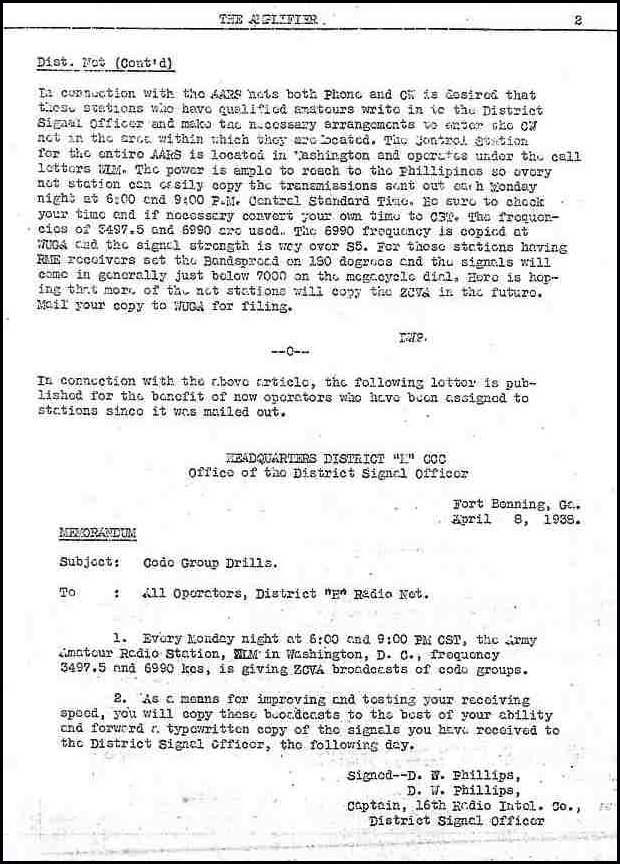 THE AMPLIFIER. 2
Dist. Net (Cont'd)
In connection with the AARS nets both Phone and CW is desired that
these stations who have qualified amateurs write in to the District
Signal Officer and make the necessary arrangements to enter the CW
net in the area within which they are located. The Control Station
for the entire AARS is located in Washington and operates under the call
letters WLM. The power is ample to reach to the Phillipines so every
net station can easily copy the transmissions sent out each Monday
night at 6:00 and 9:00 P.M. Central Standard Time. Be sure to check
your time and if necessary convert your own time to CST. The frequen-
cies of 3497.5 and 6990 are used. The 6990 frequency is copied at
WUGA and the signal strength is way over S5. For those stations having
RME receivers set the Bandspread on 180 degrees and the signals will
come in generally just below 7000 on the megacycle dial. Here is hop-
ing that more of the net stations will copy the ZCVA in the future.
Mail your copy to WUGA for filing.
DWP.
--0--
In connection with the above article, the following letter is pub-
lished for the benefit of new operators who have been assigned to
stations since it was mailed out.
HEADQUARTERS DISTRICT " " CCC
Office of the District Signal Officer
Fort Benning, Ga.
April 8, 1938.
MEMORANDUM
Subject: Code Group Drills.
To : All Operators, District " " Radio Net.
1. Every Monday night at 6:00 and 9:00 PM CST, the Army
Amateur Radio Station, WLM in Washington, D. C., frequency
3497.5 and 6990 kcs, is giving ZCVA broadcasts of code groups.
2. As a means for improving and testing your receiving
speed, you will copy these broadcasts to the best of your ability
and forward a typewritten copy of the signals you have received to
the District Signal Officer, the following day.
Signed--D. W. Phillips,
D. W. Phillips,
Captain, 16th Radio Intel. Co.,
District Signal Officer